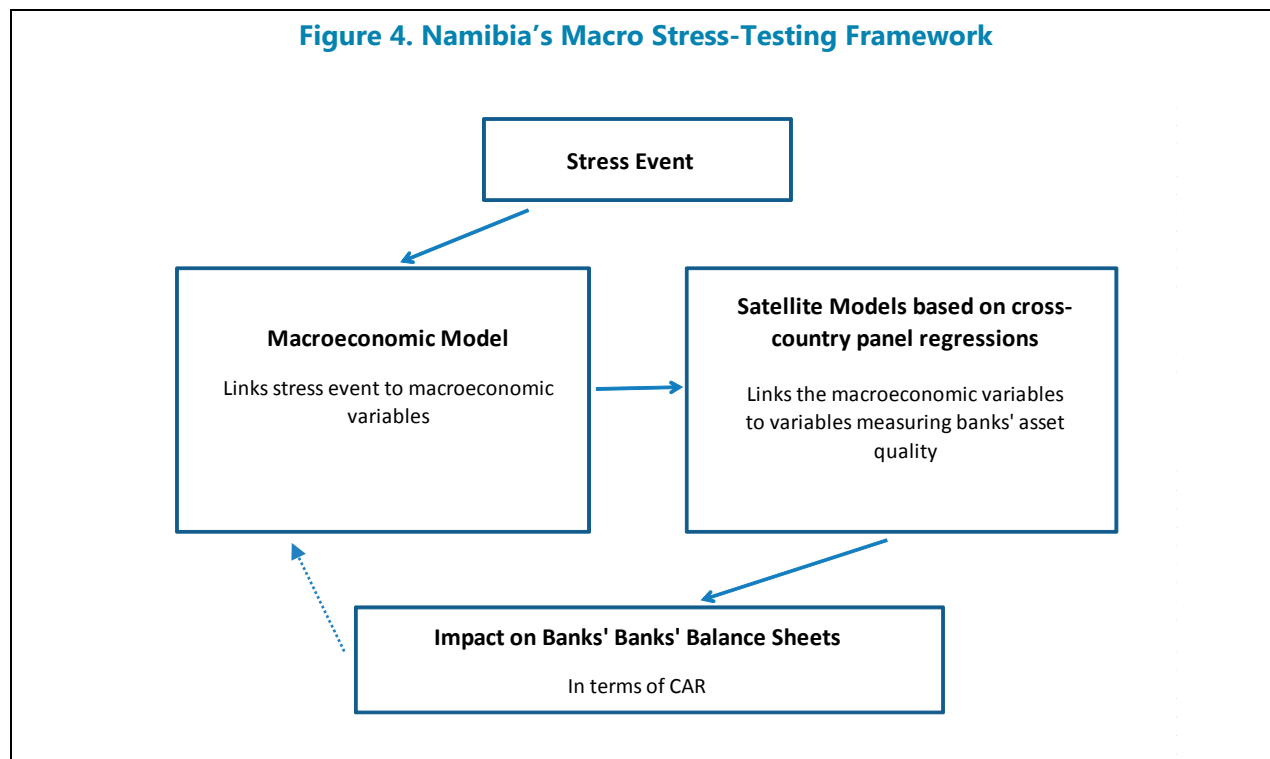 Figure 4. Namibia’s Macro Stress-Testing Framework
Stress Event
Macroeconomic Model
Links stress event to macroeconomic
variables
Satellite Models based on cross-
country panel regressions
Links the macroeconomic variables
to variables measuring banks' asset
quality
Impact on Banks' Banks' Balance Sheets
In terms of CAR